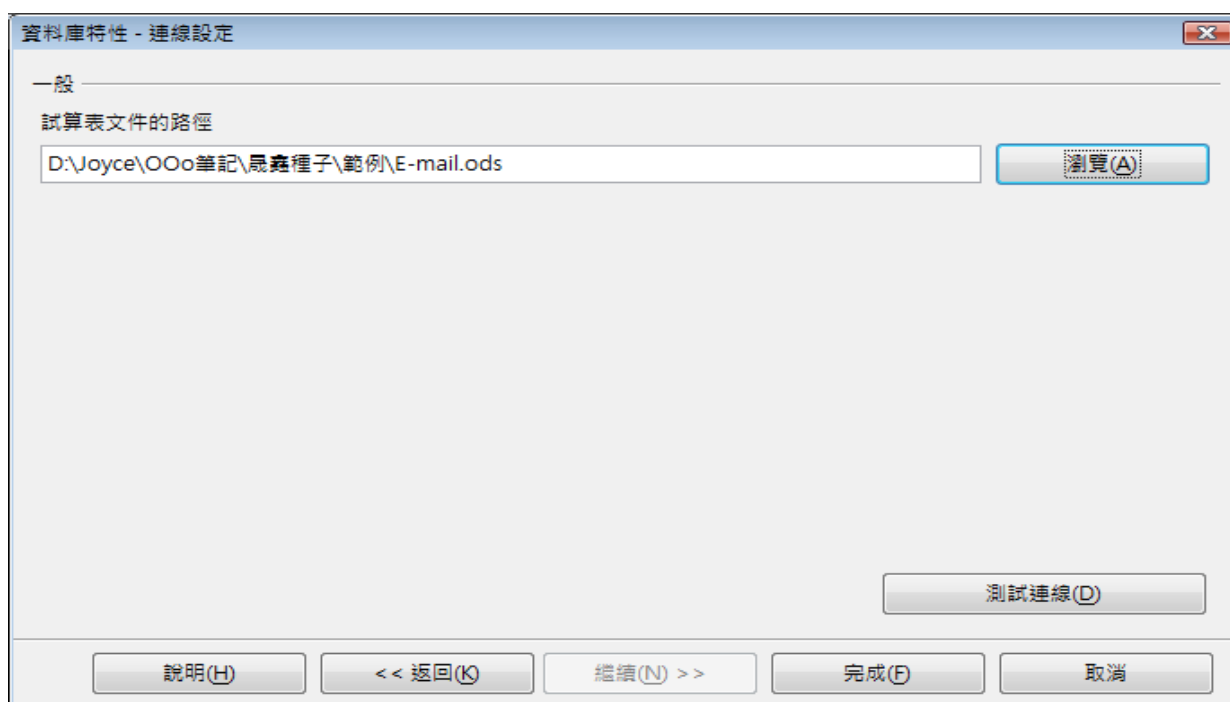 資料庫特性 - 連線設定
一般
試算表文件的路徑
D:\Joyce\OOo筆記\晟鑫種子\範例\E-mail.ods 瀏覽(A)
測試連線(D)
說明(H) << 返回(K) 繼續(N) >> 完成(F) 取消